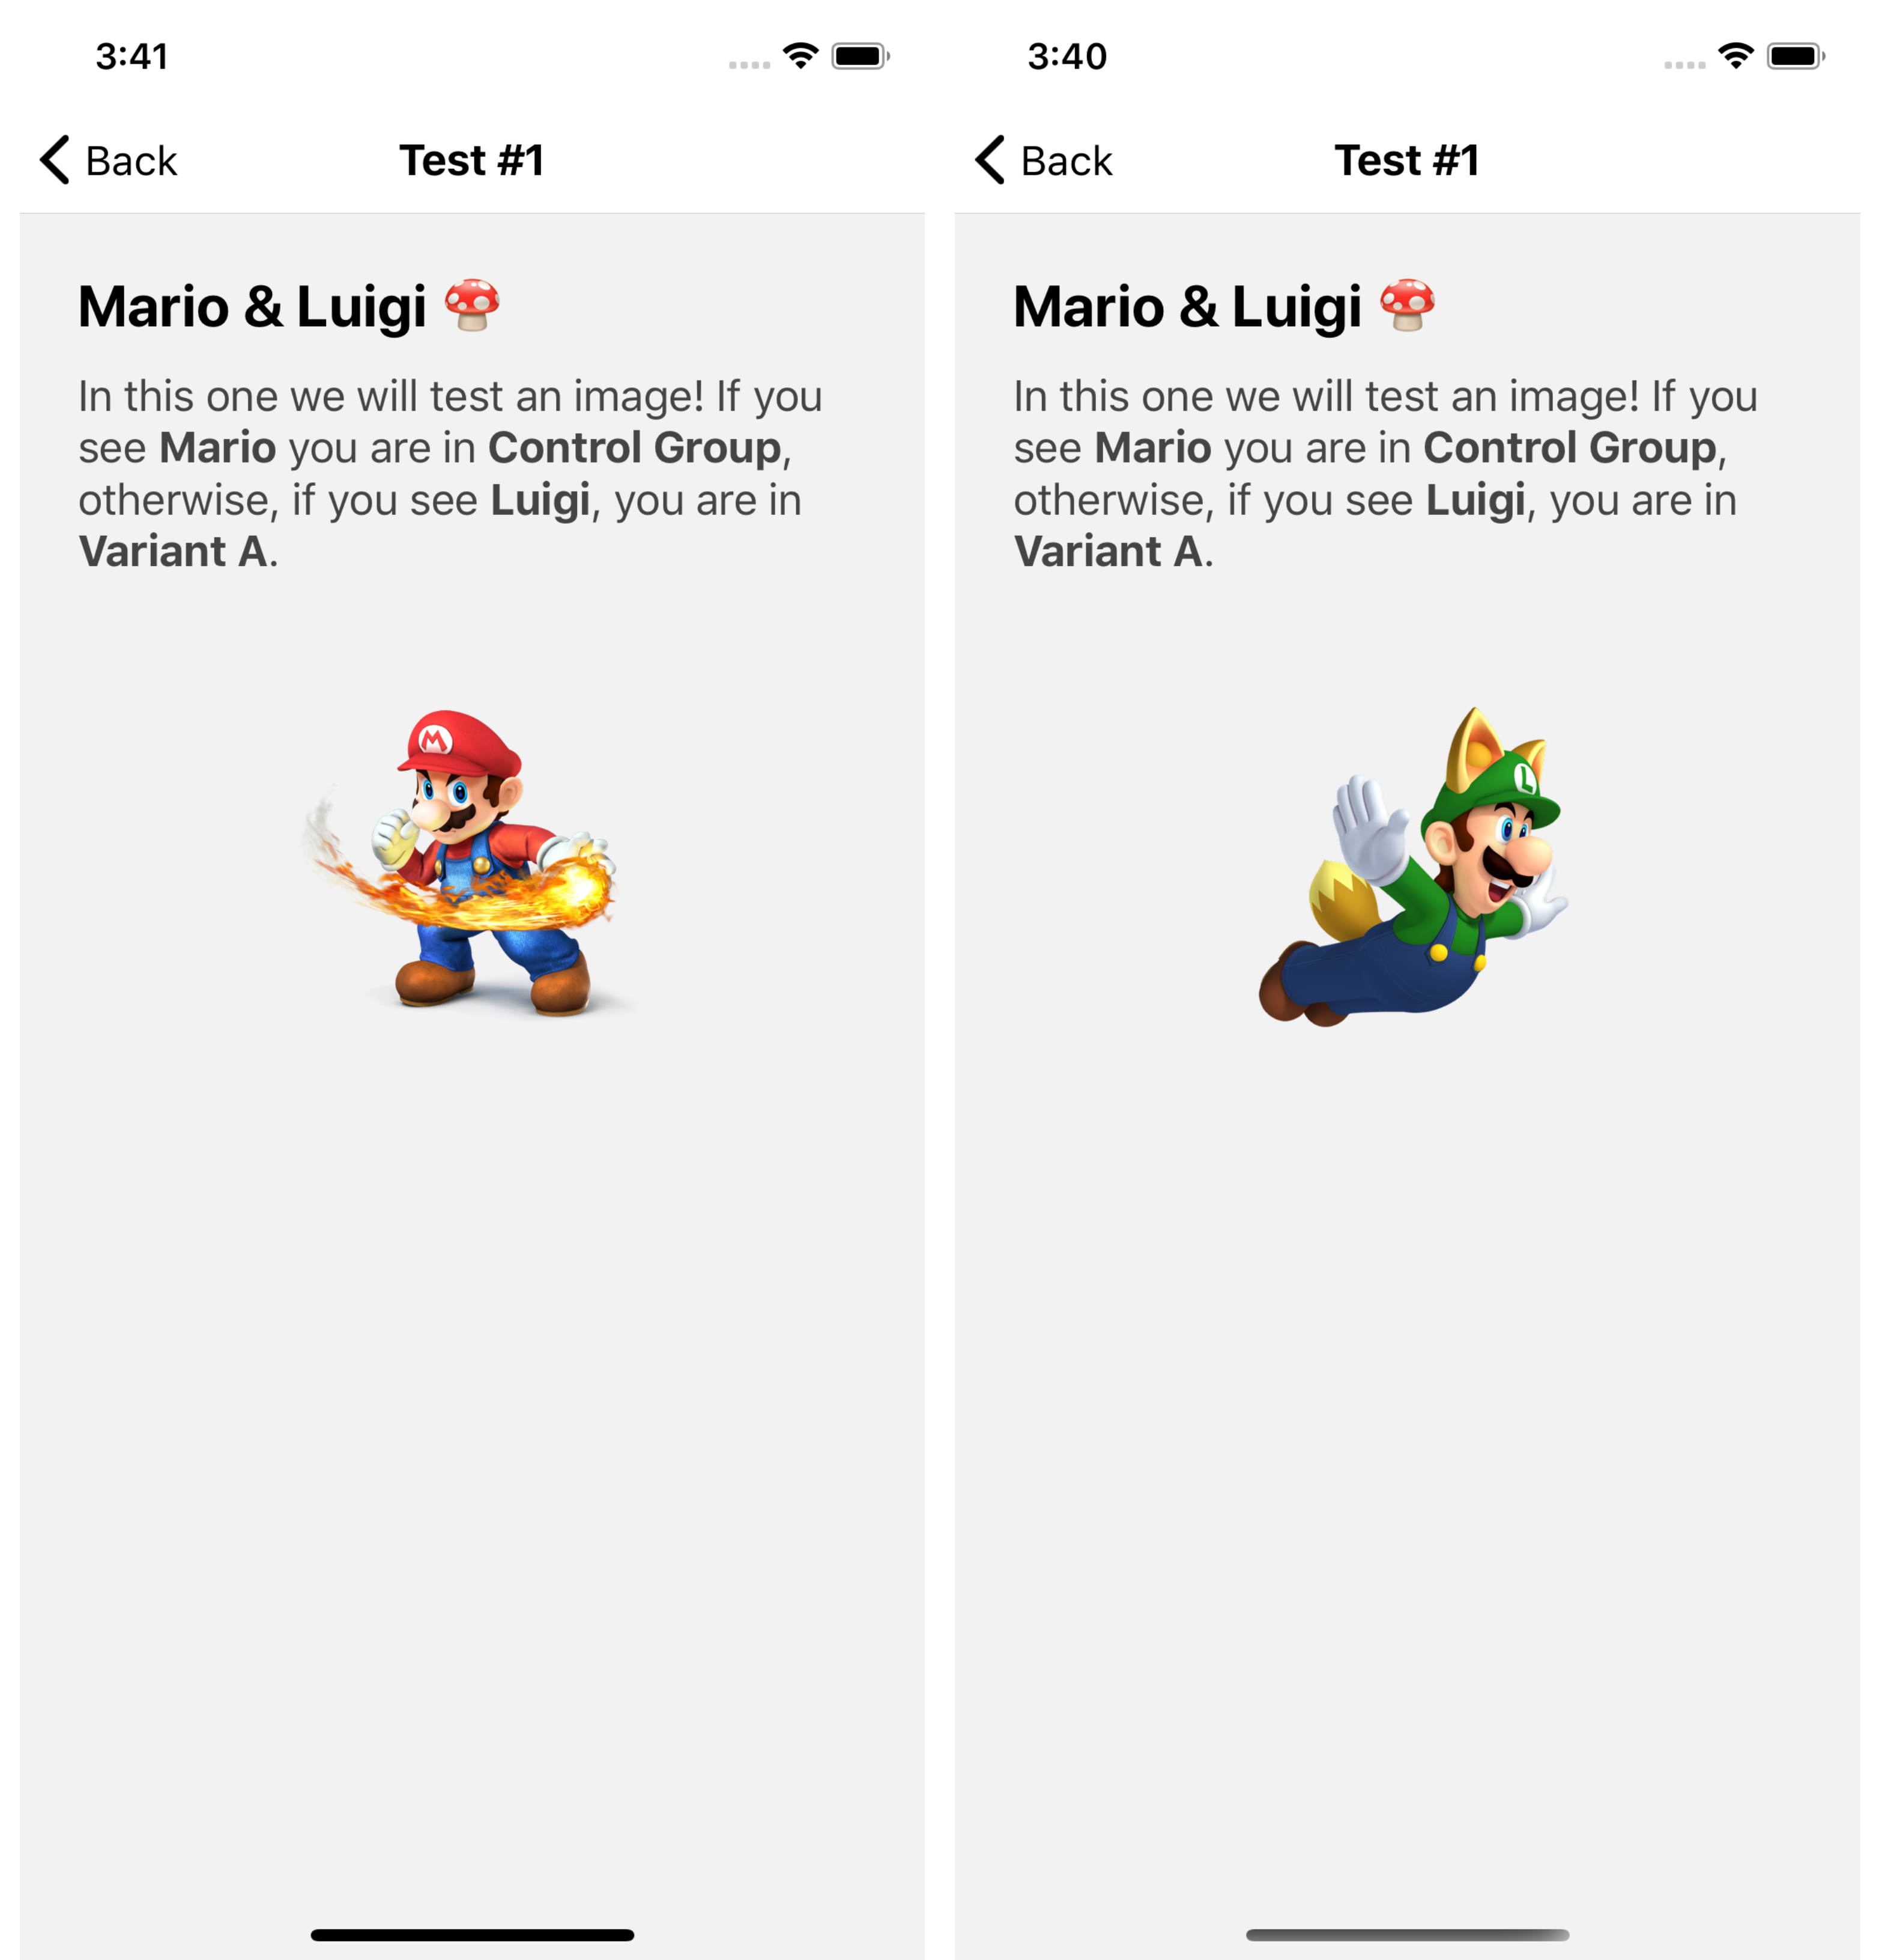 3:41
Back
Test #1
Mario & Luigi 🍄
In this one we will test an image! If you
see Mario you are in Control Group,
otherwise, if you see Luigi, you are in
Variant A.
M
3:40
Back
Test #1
Mario & Luigi 🍄
In this one we will test an image! If you
see Mario you are in Control Group,
otherwise, if you see Luigi, you are in
Variant A.
L